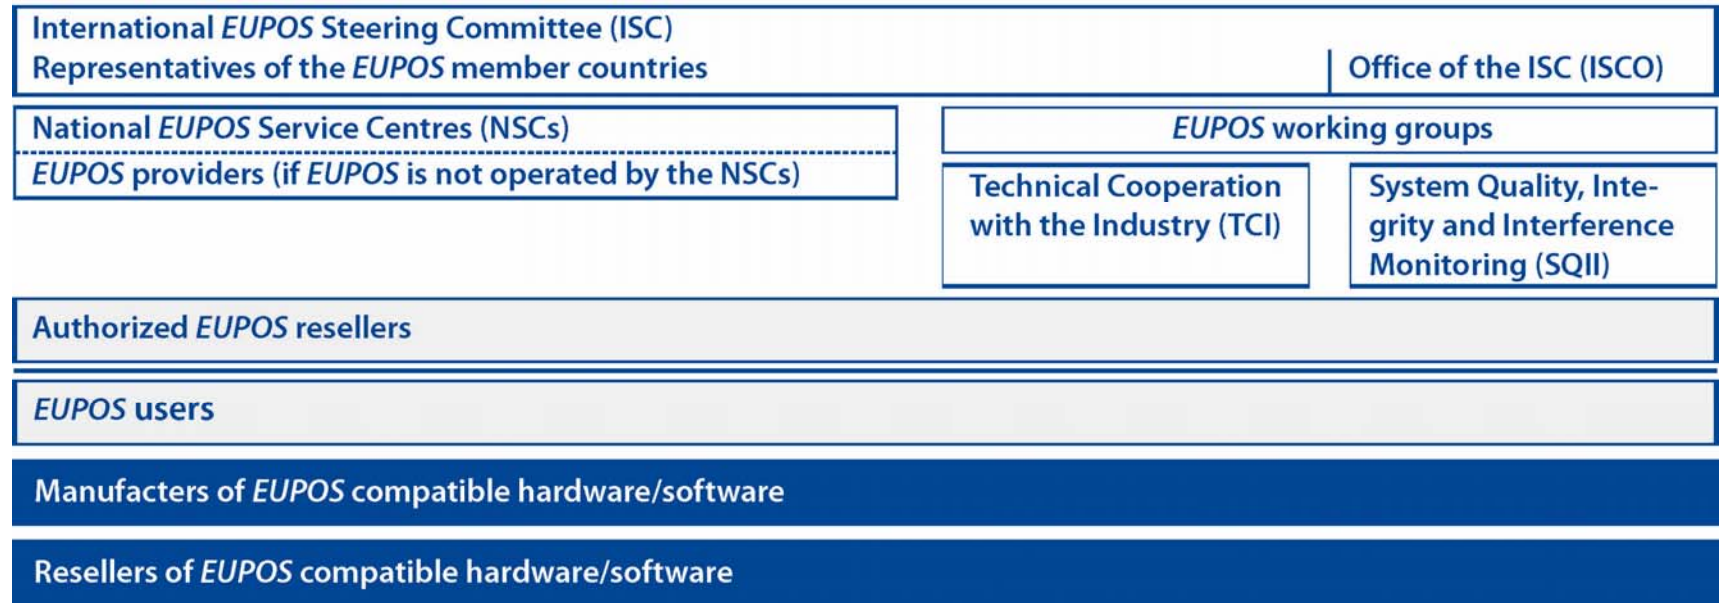 International EUPOS Steering Committee (ISC)
Representatives of the EUPOS member countries
Office of the ISC (ISCO)
National EUPOS Service Centres (NSCs)
EUPOS providers (if EUPOS is not operated by the NSCs)
EUPOS working groups
Technical Cooperation
with the Industry (TCI)
System Quality, Inte-
grity and Interference
Monitoring (SQII)
Authorized EUPOS resellers
EUPOS users
Manufacters of EUPOS compatible hardware/software
Resellers of EUPOS compatible hardware/software